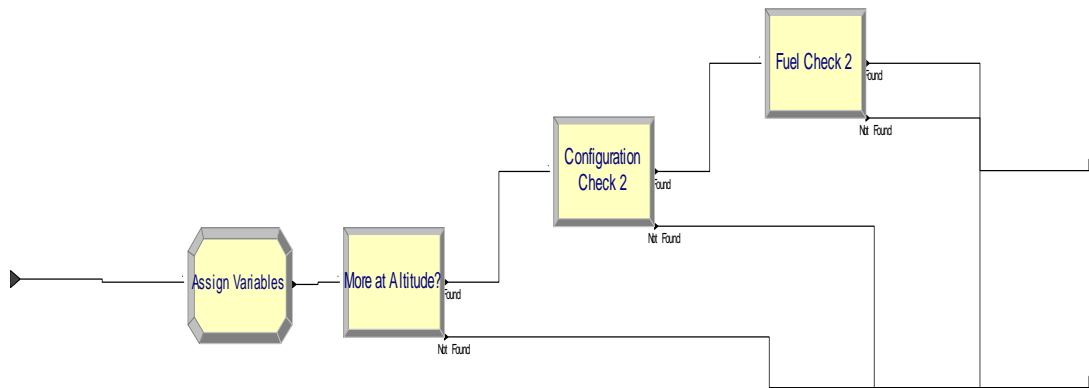 Fuel Check 2
Found
Not Found
Configuration
Check 2
Found
Not Found
Assign Variables
More at Altitude?
Found
Not Found